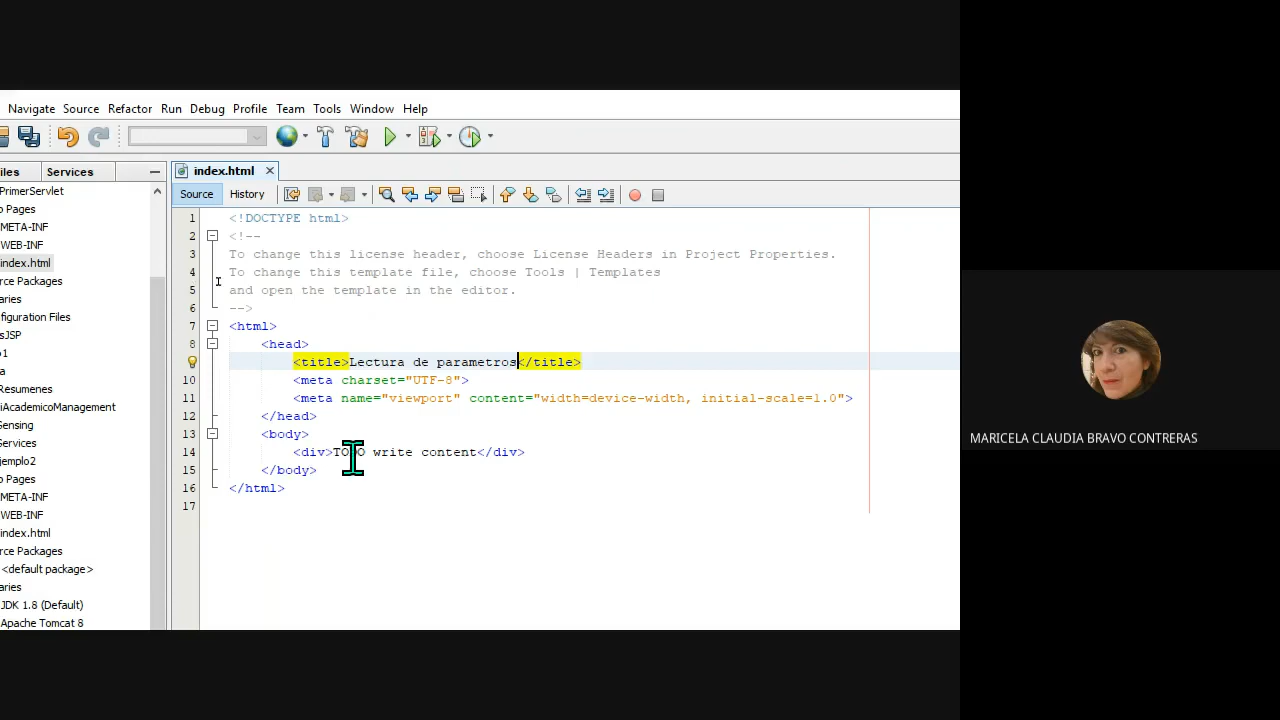 Navigate Source Refactor Run Debug Profile Team Tools Window Help
iles Services
PrimerServlet
o Pages
META-INF
WEB-INF
index.html
rce Packages
raries
figuration Files
sJSP
o1
Resumenes
iAcademicoManagement
Sensing
Services
jemplo2
o Pages
META-INF
WEB-INF
index.html
rce Packages
<default package>
raries
JDK 1.8 (Default)
Apache Tomcat 8
index.html
Source History
1 <!DOCTYPE html>
2 <!--
3 To change this license header, choose License Headers in Project Properties.
4 To change this template file, choose Tools | Templates
5 and open the template in the editor.
6 -->
7 <html>
8 <head>
<title>Lectura de parametros</title>
10 <meta charset="UTF-8">
11 <meta name="viewport" content="width=device-width, initial-scale=1.0">
12 </head>
13 <body>
14 <div>TODO write content</div>
15 </body>
16 </html>
17
MARICELA CLAUDIA BRAVO CONTRERAS